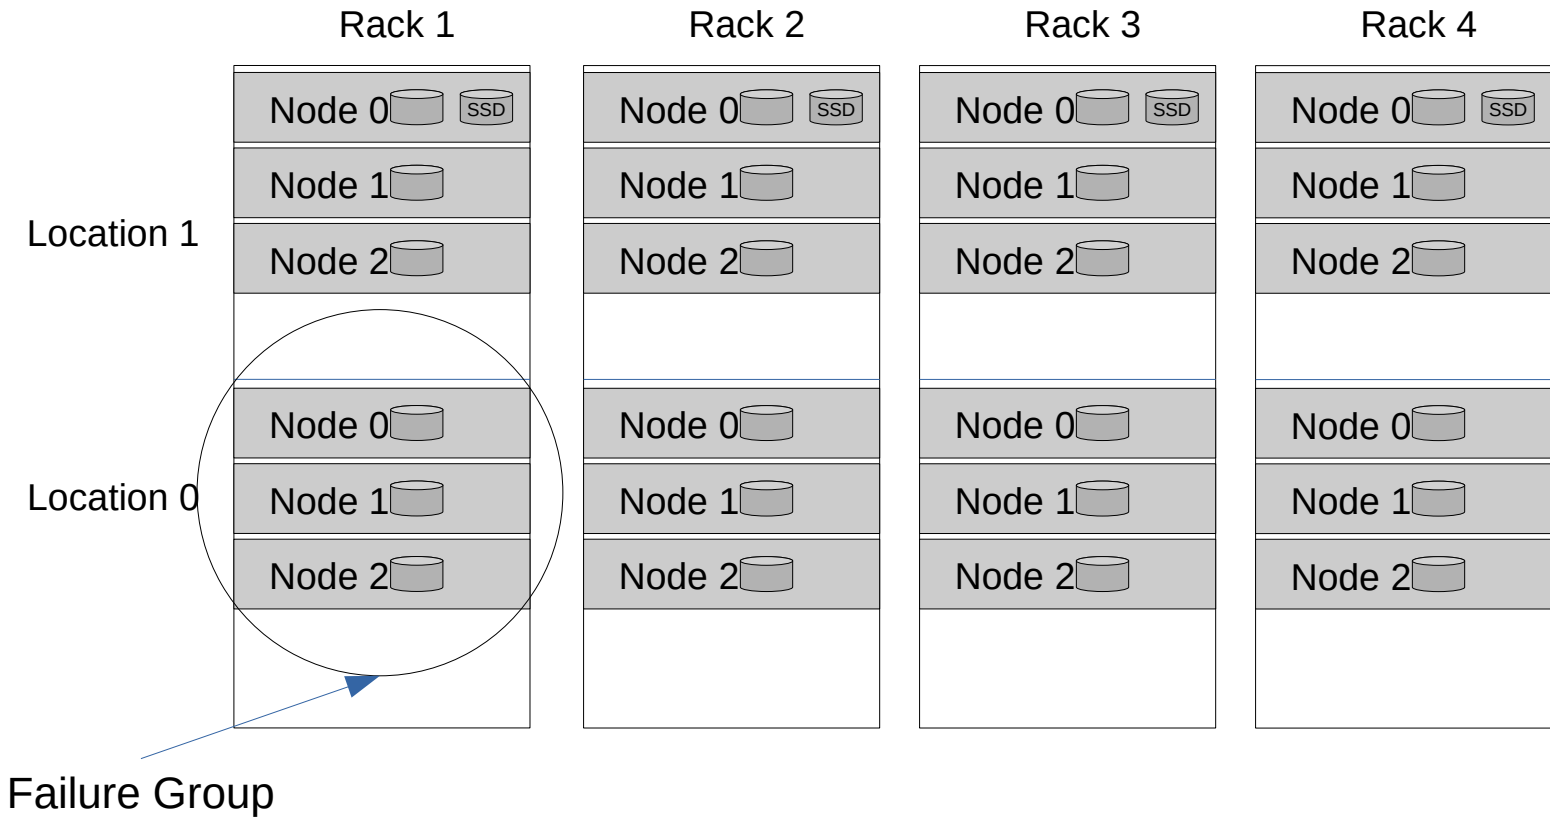 Rack 1 Rack 2 Rack 3 Rack 4
Node 0 SSD Node 0 SSD Node 0 SSD Node 0 SSD
Node 1 Node 1 Node 1 Node 1
Location 1
Node 2 Node 2 Node 2 Node 2
Node 0 Node 0 Node 0 Node 0
Location 0 Node 1 Node 1 Node 1 Node 1
Node 2 Node 2 Node 2 Node 2
Failure Group